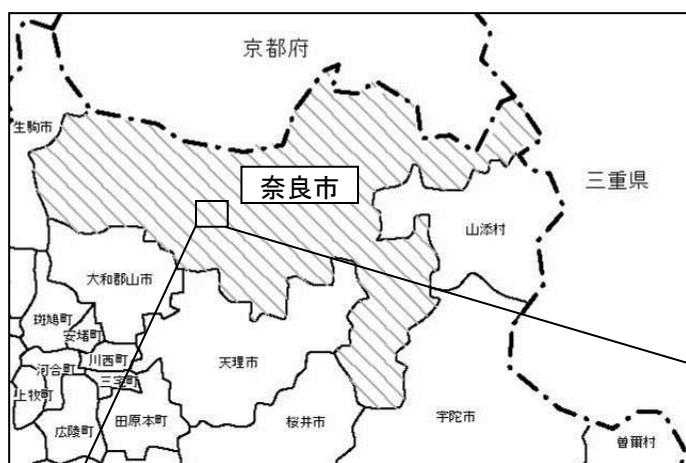 京都府
生駒市
奈良市
三重県
山添村
大和郡山市
斑鳩町
安堵町
川西町
天理市
河合町
三宅町
上牧町
田原本町
広陵町
桜井市
宇陀市
曽爾村